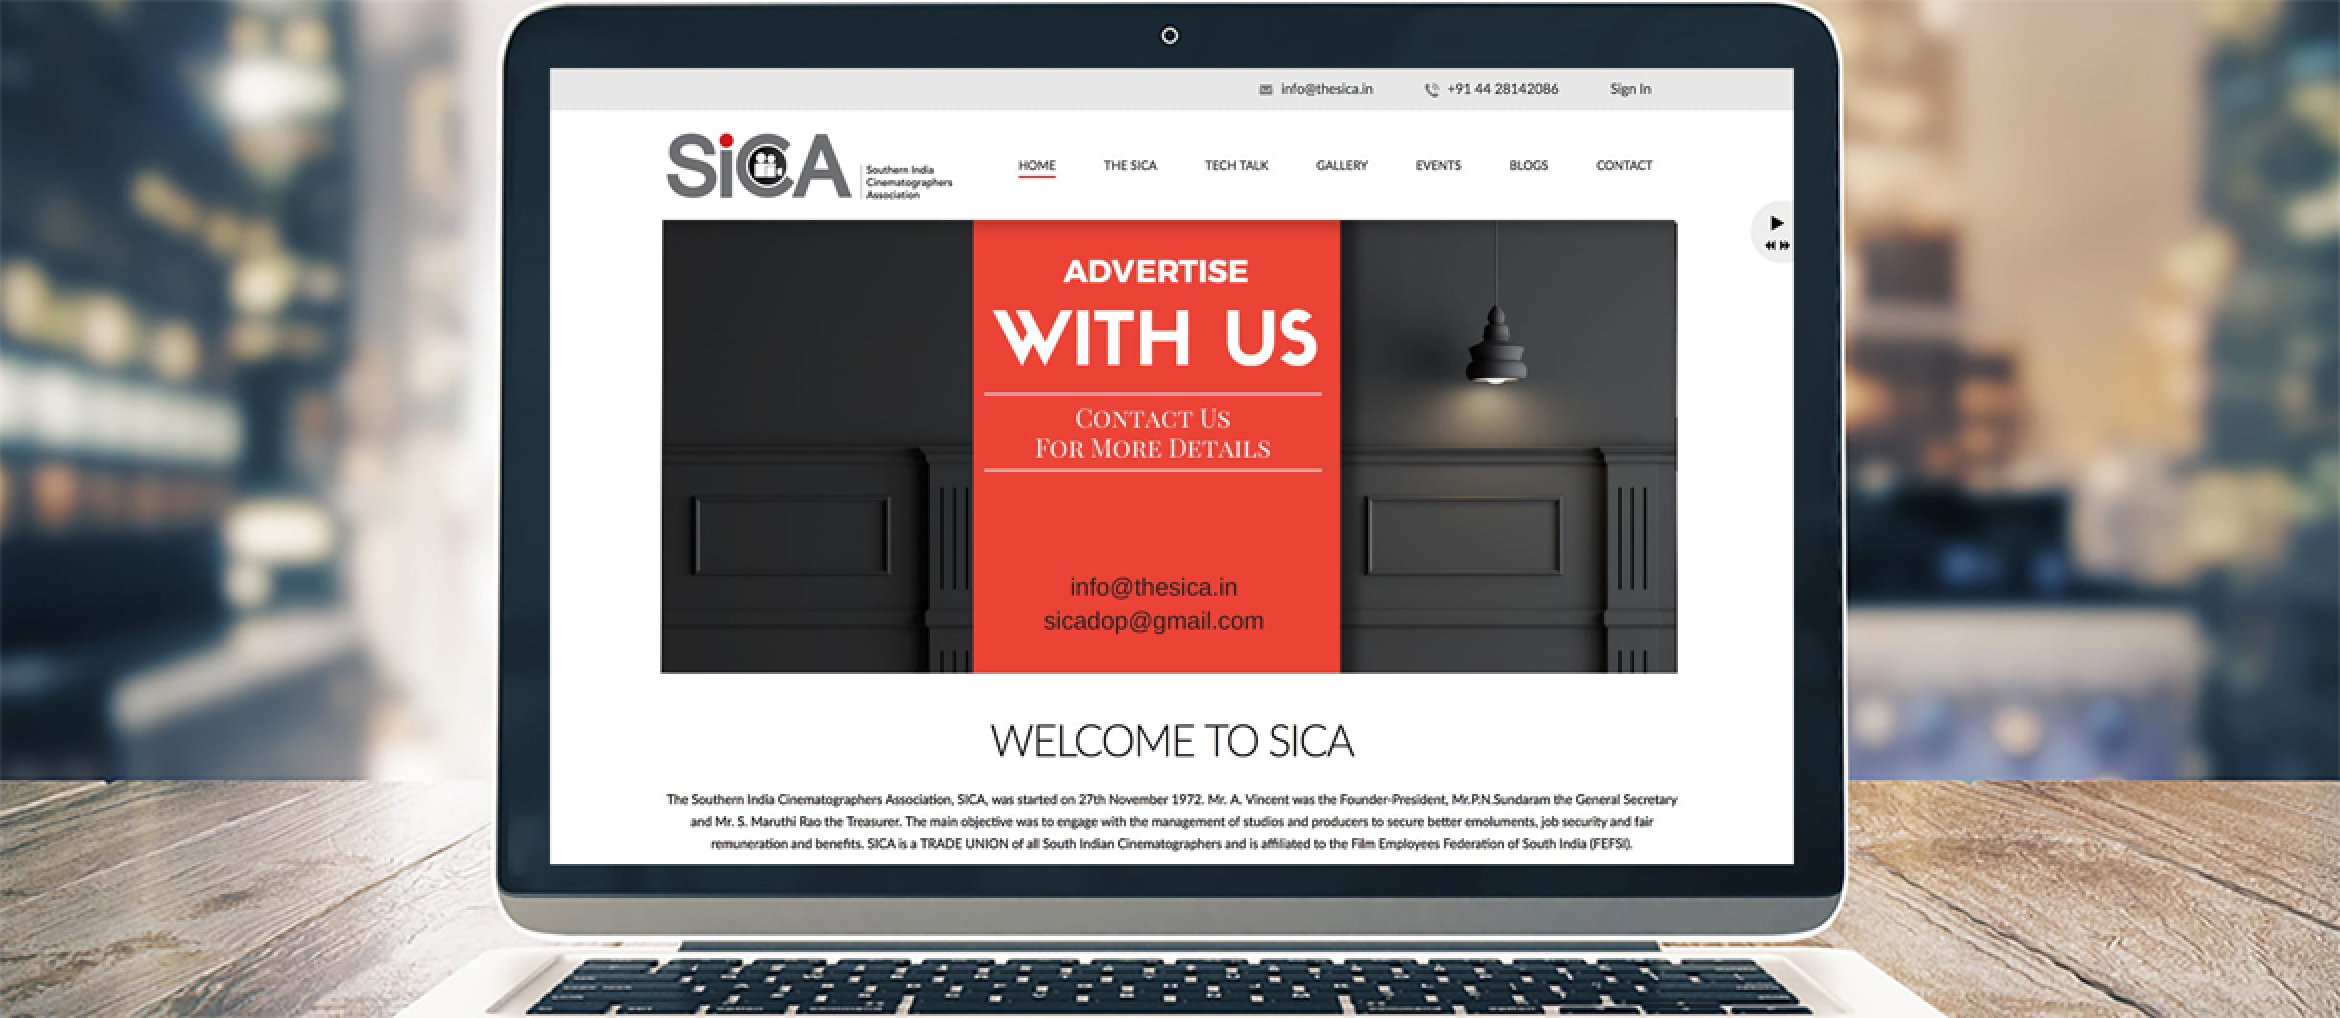 info@thesica.in +91 44 28142086 Sign In
SiCA
Southern India
Cinematographers
Association
HOME THE SICA TECH TALK GALLERY EVENTS BLOGS CONTACT
ADVERTISE
WITH US
CONTACT US
FOR MORE DETAILS
info@thesica.in
sicadop@gmail.com
WELCOME TO SICA
The Southern India Cinematographers Association, SICA, was started on 27th November 1972. Mr. A. Vincent was the Founder-President, Mr.P.N.Sundaram the General Secretary
and Mr. S. Maruthi Rao the Treasurer. The main objective was to engage with the management of studios and producers to secure better emoluments, job security and fair
remuneration and benefits. SICA is a TRADE UNION of all South Indian Cinematographers and is affiliated to the Film Employees Federation of South India (FEFSI).